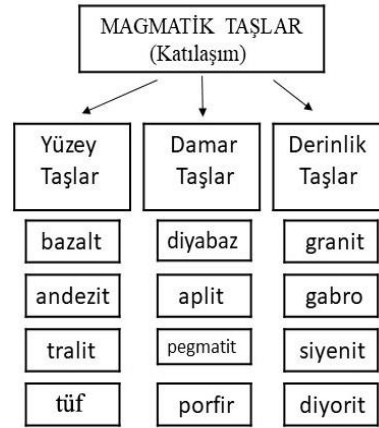 MAGMATİK TAŞLAR
(Katılaşım)
Yüzey
Taşlar
Damar
Taşlar
Derinlik
Taşlar
bazalt
diyabaz
granit
andezit
aplit
gabro
tralit
pegmatit
siyenit
tüf
porfir
diyorit